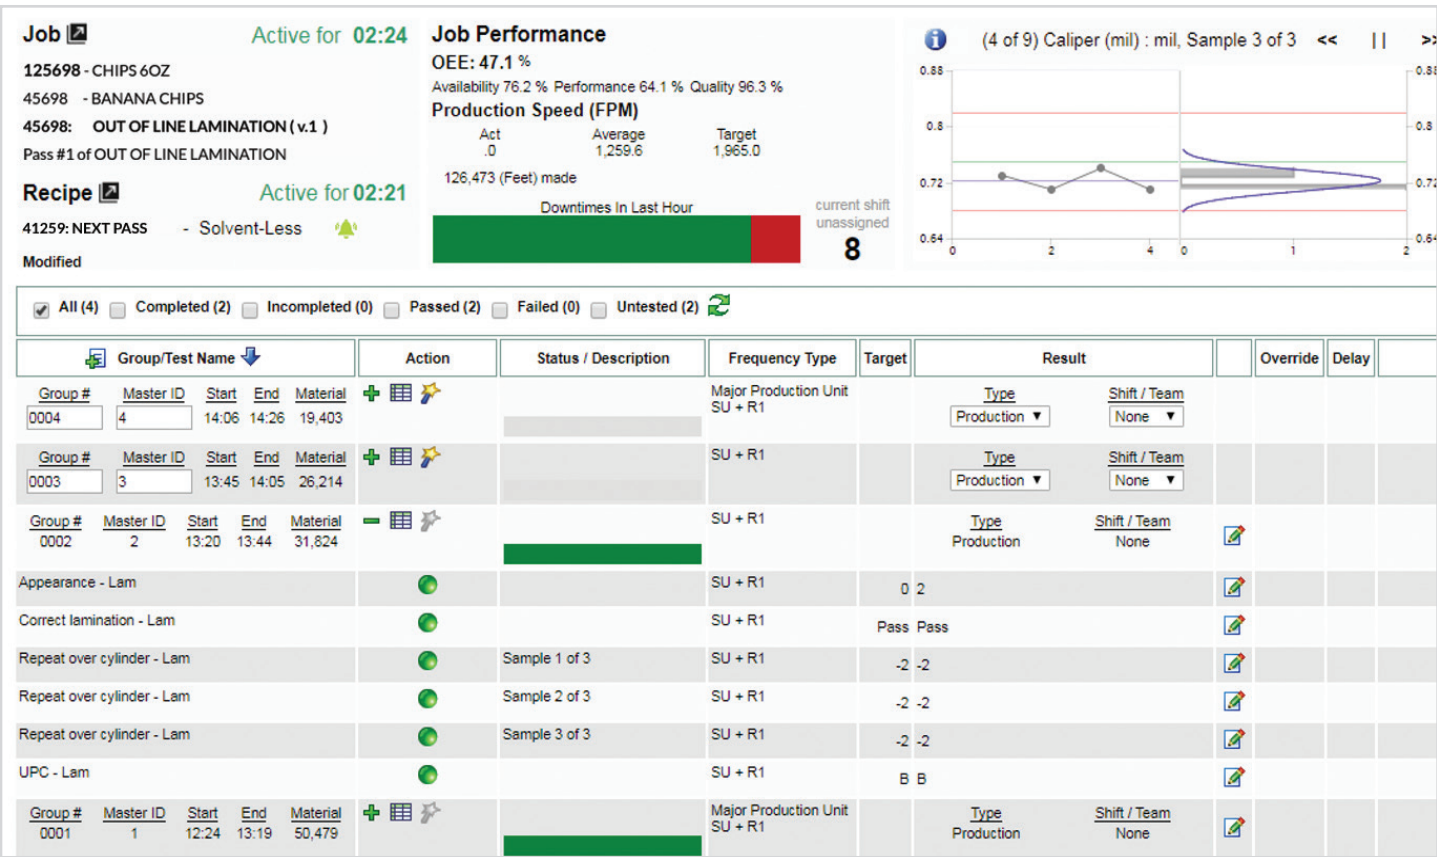 Job Active for 02:24
125698 - CHIPS 6OZ
45698 - BANANA CHIPS
45698: OUT OF LINE LAMINATION ( v.1 )
Pass #1 of OUT OF LINE LAMINATION
Recipe Active for 02:21
41259: NEXT PASS - Solvent-Less
Modified
Job Performance
OEE: 47.1 %
Availability 76.2 % Performance 64.1 % Quality 96.3 %
Production Speed (FPM)
Act Average Target
.0 1,259.6 1,965.0
126,473 (Feet) made
Downtimes In Last Hour
current shift
unassigned
8
(4 of 9) Caliper (mil) : mil, Sample 3 of 3 << || >>
0.88 0.88
0.8 0.8
0.72 0.72
0.64 0.64
0 2 4 0 1 2
All (4) Completed (2) Incompleted (0) Passed (2) Failed (0) Untested (2)
Group/Test Name Action Status / Description Frequency Type Target Result Override Delay
Group # Master ID Start End Material Major Production Unit Type Shift / Team
0004 4 14:06 14:26 19,403 SU + R1 Production ▼ None ▼
Group # Master ID Start End Material SU + R1 Type Shift / Team
0003 3 13:45 14:05 26,214 Production ▼ None ▼
Group # Master ID Start End Material SU + R1 Type Shift / Team
0002 2 13:20 13:44 31,824 Production None
Appearance - Lam SU + R1 0 2
Correct lamination - Lam SU + R1 Pass Pass
Repeat over cylinder - Lam Sample 1 of 3 SU + R1 -2 -2
Repeat over cylinder - Lam Sample 2 of 3 SU + R1 -2 -2
Repeat over cylinder - Lam Sample 3 of 3 SU + R1 -2 -2
UPC - Lam SU + R1 B B
Group # Master ID Start End Material Major Production Unit Type Shift / Team
0001 1 12:24 13:19 50,479 SU + R1 Production None